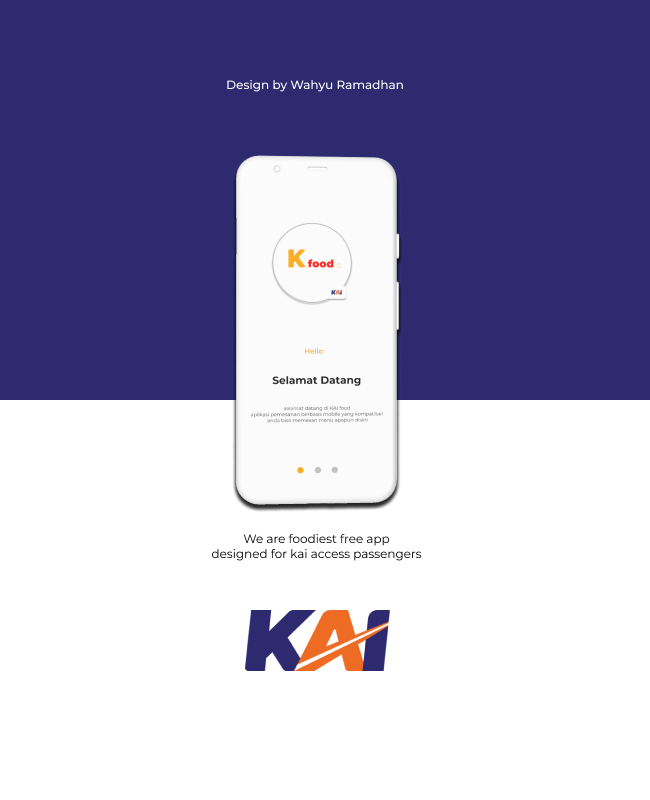 Design by Wahyu Ramadhan
K food
KAI
Hello
Selamat Datang
selamat datang di KAI food
aplikasi pemesanan berbasis mobile yang kompatibel
anda bisa memesan menu apapun disini
We are foodiest free app
designed for kai access passengers
KAI